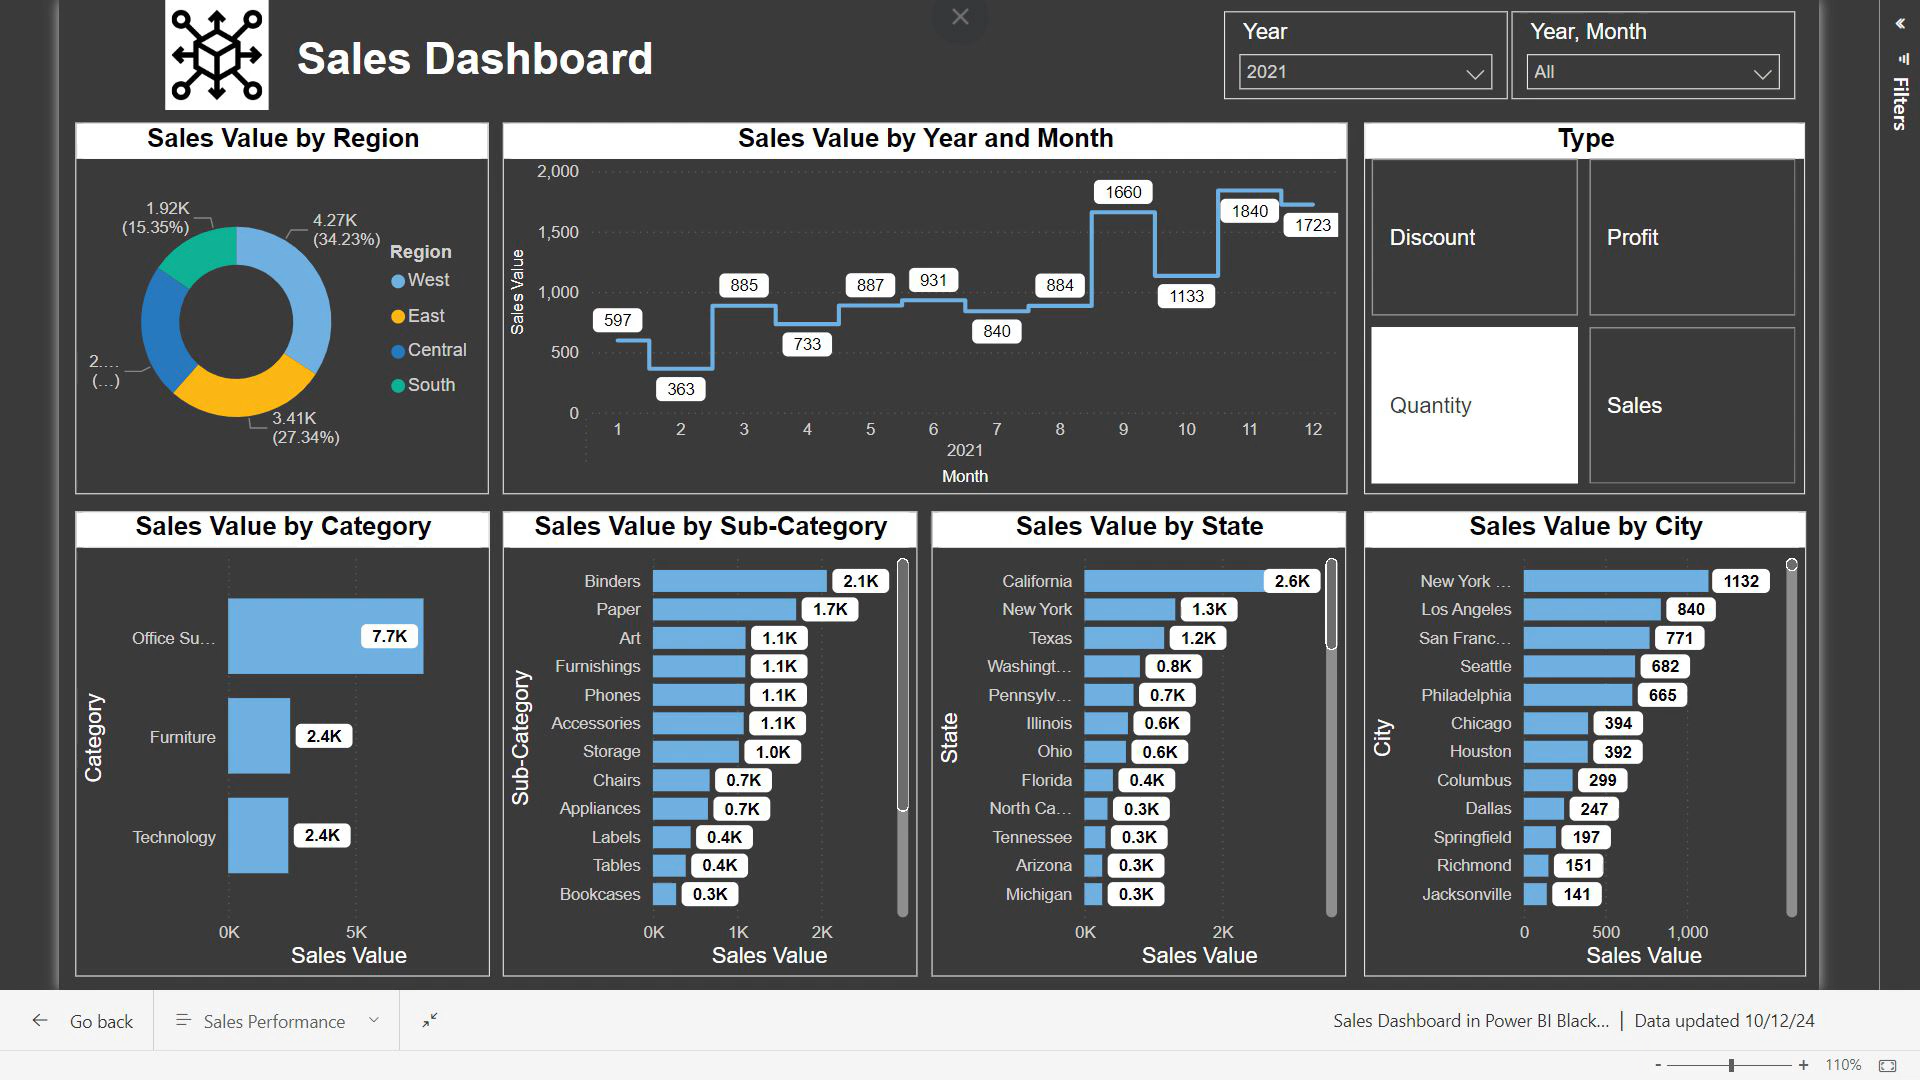 Sales Dashboard
Year
2021
Year, Month
All
Filters
Sales Value by Region
1.92K
(15.35%)
4.27K
(34.23%)
2....
(...)
3.41K
(27.34%)
Region
West
East
Central
South
Sales Value by Year and Month
Sales Value
2,000
1,500
1,000
500
0
597
363
885
733
887
931
840
884
1660
1133
1840
1723
1 2 3 4 5 6 7 8 9 10 11 12
2021
Month
Type
Discount
Profit
Quantity
Sales
Sales Value by Category
Category
Office Su... 7.7K
Furniture 2.4K
Technology 2.4K
0K 5K
Sales Value
Sales Value by Sub-Category
Sub-Category
Binders 2.1K
Paper 1.7K
Art 1.1K
Furnishings 1.1K
Phones 1.1K
Accessories 1.1K
Storage 1.0K
Chairs 0.7K
Appliances 0.7K
Labels 0.4K
Tables 0.4K
Bookcases 0.3K
0K 1K 2K
Sales Value
Sales Value by State
State
California 2.6K
New York 1.3K
Texas 1.2K
Washingt... 0.8K
Pennsylv... 0.7K
Illinois 0.6K
Ohio 0.6K
Florida 0.4K
North Ca... 0.3K
Tennessee 0.3K
Arizona 0.3K
Michigan 0.3K
0K 2K
Sales Value
Sales Value by City
City
New York ... 1132
Los Angeles 840
San Franc... 771
Seattle 682
Philadelphia 665
Chicago 394
Houston 392
Columbus 299
Dallas 247
Springfield 197
Richmond 151
Jacksonville 141
0 500 1,000
Sales Value
Go back
Sales Performance
Sales Dashboard in Power BI Black... | Data updated 10/12/24
- + 110%